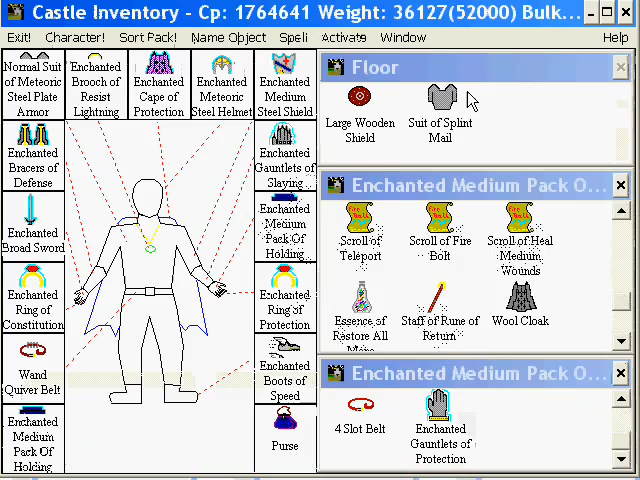 Castle Inventory - Cp: 1764641 Weight: 36127(52000) Bulk...
Exit! Character! Sort Pack! Name Object Spell Activate Window Help
Normal Suit
of Meteoric
Steel Plate
Armor
Enchanted
Brooch of
Resist
Lightning
Enchanted
Cape of
Protection
Enchanted
Meteoric
Steel Helmet
Enchanted
Medium
Steel Shield
Enchanted
Bracers of
Defense
Enchanted
Gauntlets of
Slaying
Enchanted
Broad Sword
Enchanted
Medium
Pack Of
Holding
Enchanted
Ring of
Constitution
Enchanted
Ring of
Protection
Wand
Quiver Belt
Enchanted
Boots of
Speed
Enchanted
Medium
Pack Of
Holding
Purse
Floor
Large Wooden
Shield
Suit of Splint
Mail
Enchanted Medium Pack O...
Scroll of
Teleport
Scroll of Fire
Bolt
Scroll of Heal
Medium
Wounds
Essence of
Restore All
Mana
Staff of Rune of
Return
Wool Cloak
Enchanted Medium Pack O...
4 Slot Belt
Enchanted
Gauntlets of
Protection